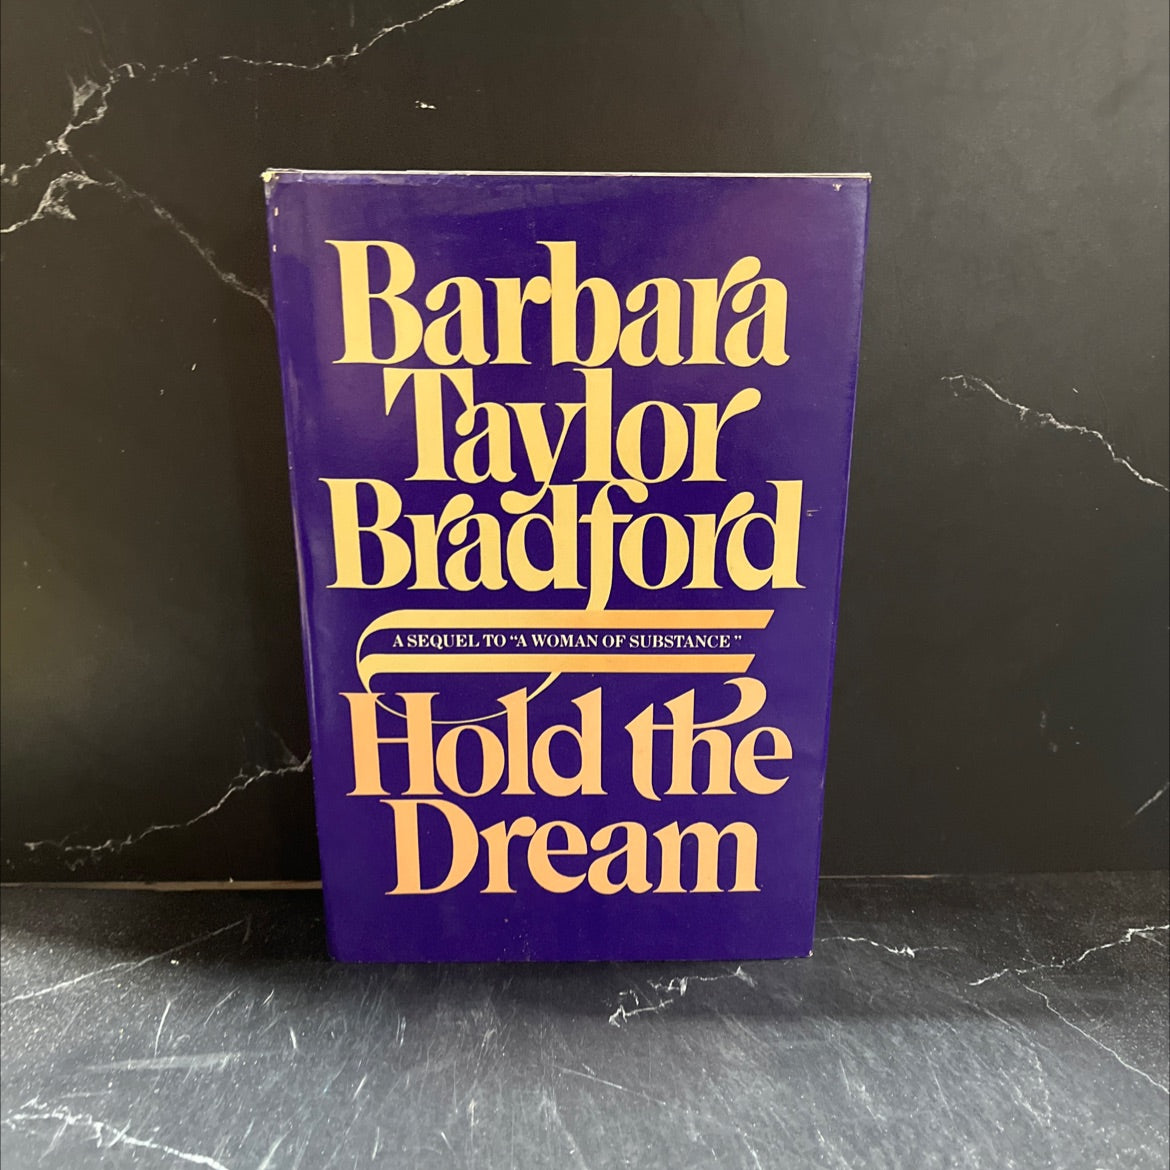 Barbara
Taylor
Bradford
A SEQUEL TO “A WOMAN OF SUBSTANCE”
Hold the
Dream